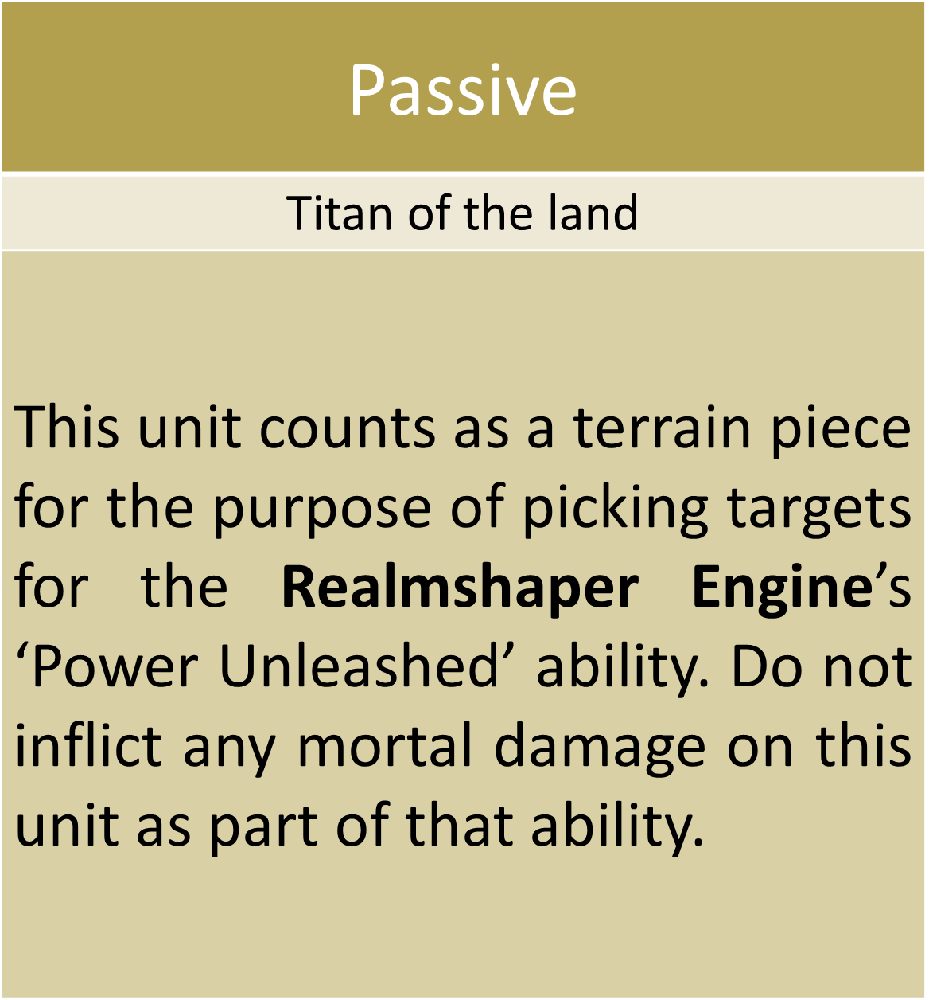 Passive
Titan of the land
This unit counts as a terrain piece
for the purpose of picking targets
for the Realmshaper Engine’s
‘Power Unleashed’ ability. Do not
inflict any mortal damage on this
unit as part of that ability.